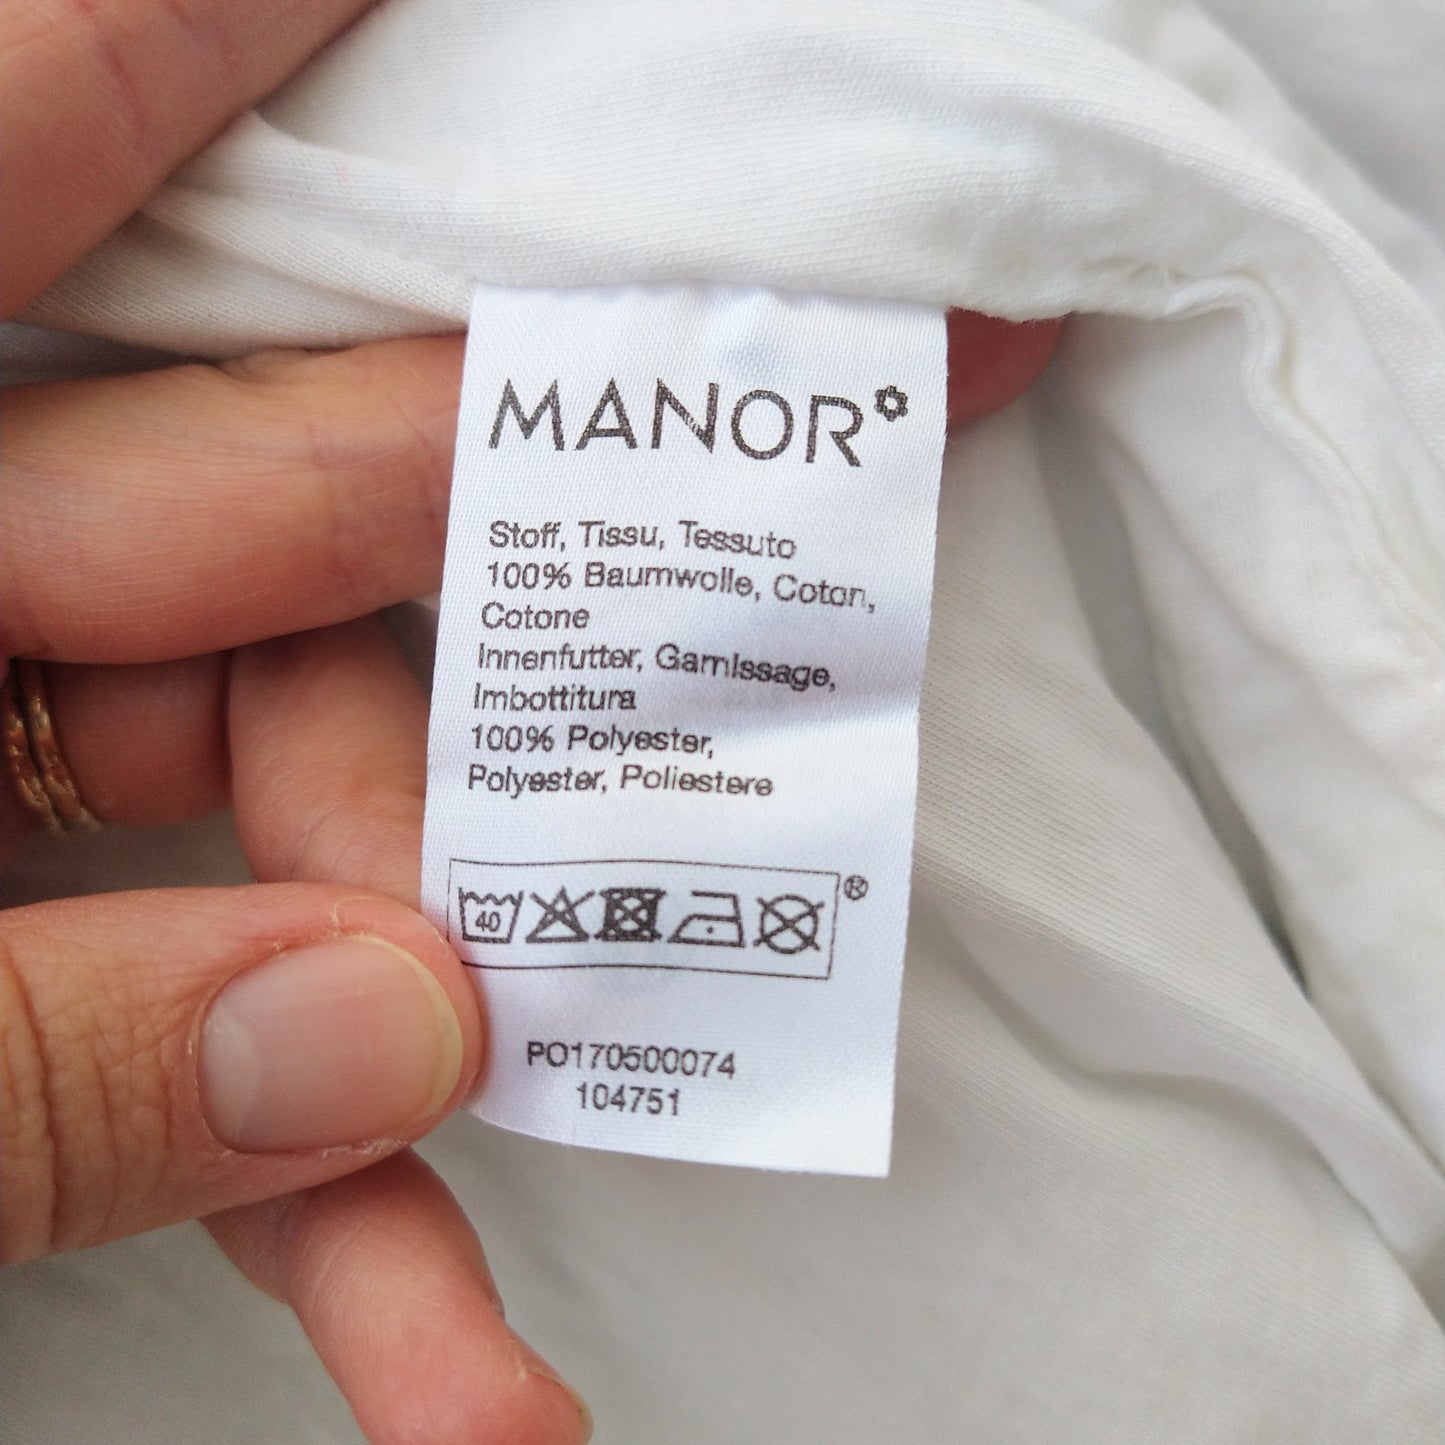 MANOR
Stoff, Tissu, Tessuto
100% Baumwolle, Coton,
Cotone
Innenfutter, Garnissage,
Imbottitura
100% Polyester,
Polyester, Poliestere
40
®
PO170500074
104751